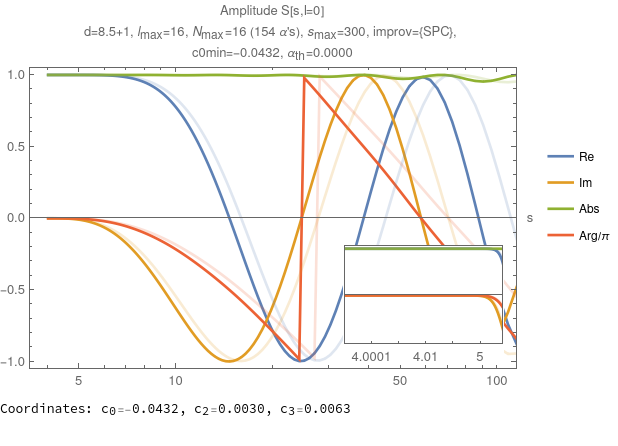 Amplitude S[s,l=0]
d=8.5+1, lmax=16, Nmax=16 (154 α's), smax=300, improv={SPC},
c0min=−0.0432, αth=0.0000
1.0
0.5
0.0
−0.5
−1.0
5 10 50 100
s
Re
Im
Abs
Arg/π
4.0001 4.01 5
Coordinates: c0=-0.0432, c2=0.0030, c3=0.0063